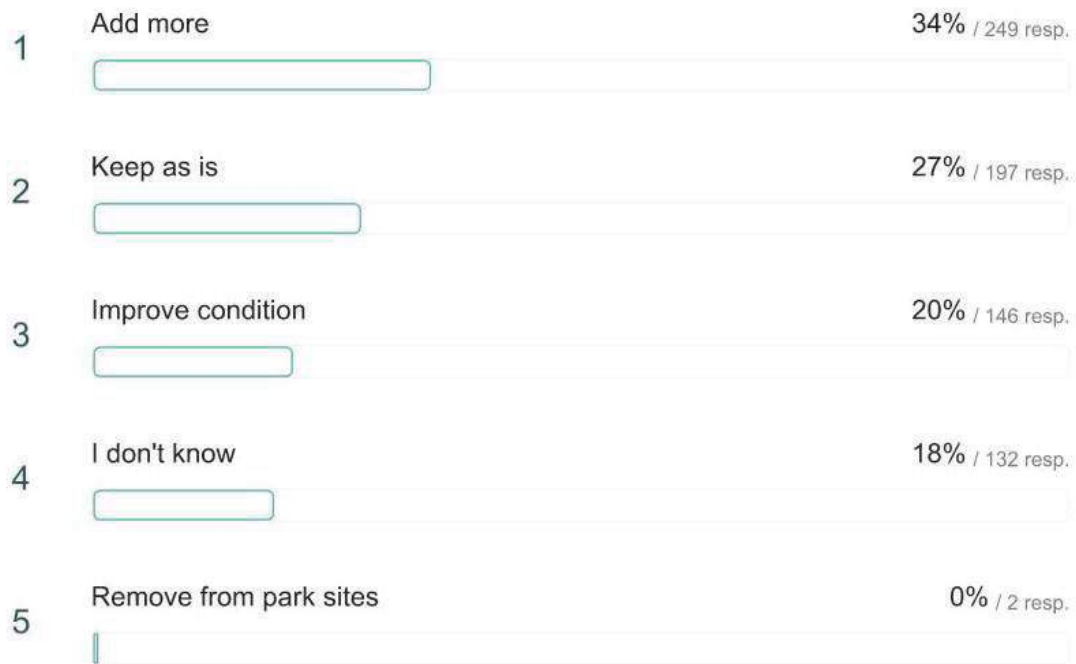 Add more 34% / 249 resp.
1
Keep as is 27% / 197 resp.
2
Improve condition 20% / 146 resp.
3
I don't know 18% / 132 resp.
4
Remove from park sites 0% / 2 resp.
5